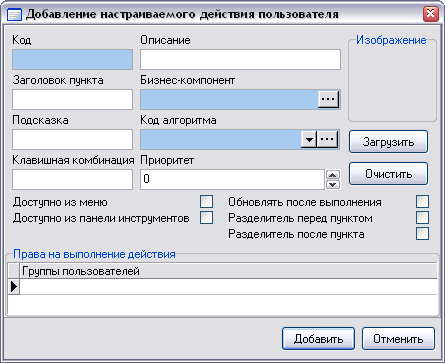 Добавление настраиваемого действия пользователя
Код Описание Изображение
Заголовок пункта Бизнес-компонент
Подсказка Код алгоритма
Загрузить
Клавишная комбинация Приоритет
0 Очистить
Доступно из меню Обновлять после выполнения
Доступно из панели инструментов Разделитель перед пунктом
Разделитель после пункта
Права на выполнение действия
Группы пользователей
Добавить Отменить